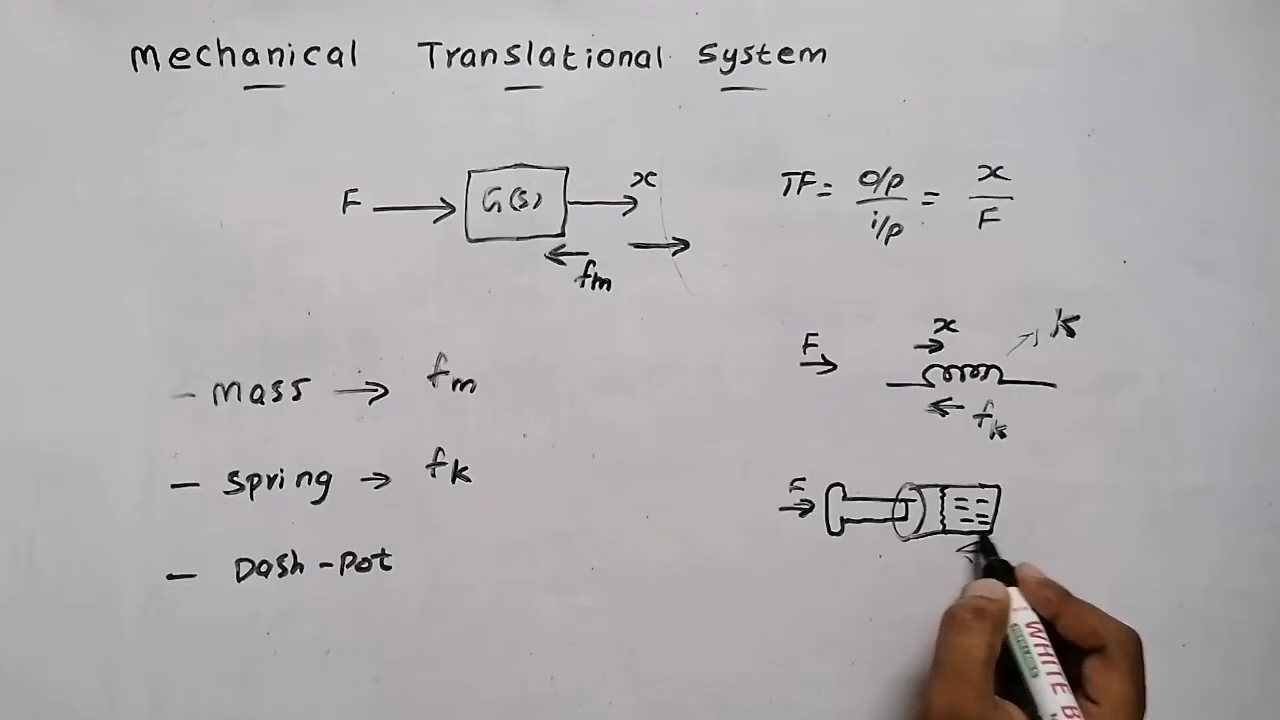 Mechanical Translational System
F G(s) x
fm
TF = o/p / i/p = x / F
F x k
fk
- Mass → fm
- Spring → fk
F
- Dash-Pot
WHITE B